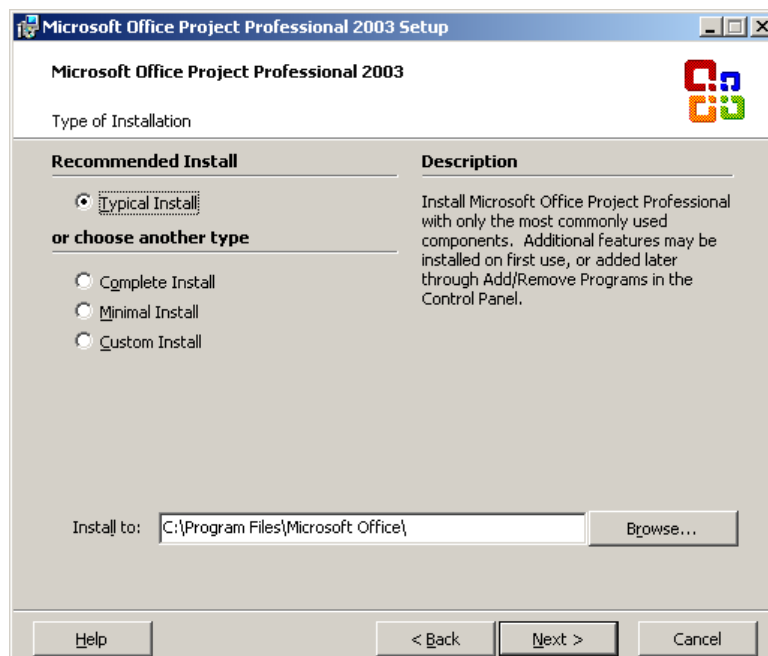 Microsoft Office Project Professional 2003 Setup
Microsoft Office Project Professional 2003
Type of Installation
Recommended Install
Typical Install
or choose another type
Complete Install
Minimal Install
Custom Install
Description
Install Microsoft Office Project Professional
with only the most commonly used
components.  Additional features may be
installed on first use, or added later
through Add/Remove Programs in the
Control Panel.
Install to: C:\Program Files\Microsoft Office\ Browse...
Help < Back Next > Cancel